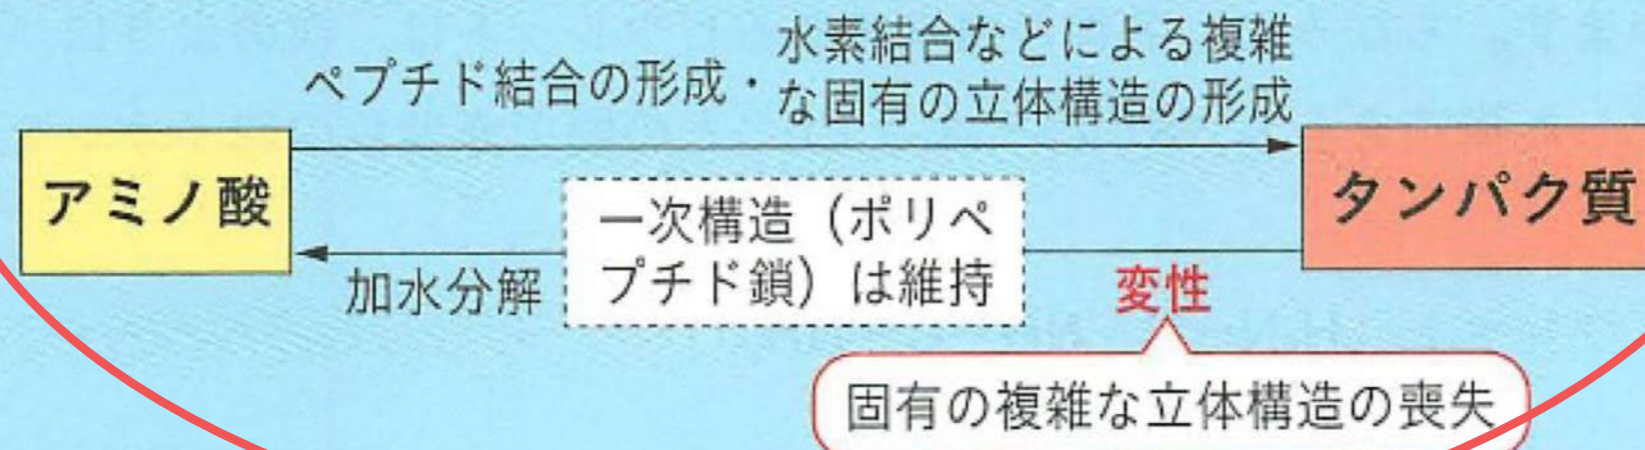 水素結合などによる複雑
ペプチド結合の形成・な固有の立体構造の形成
アミノ酸
タンパク質
一次構造（ポリペ
プチド鎖）は維持
加水分解
変性
固有の複雑な立体構造の喪失